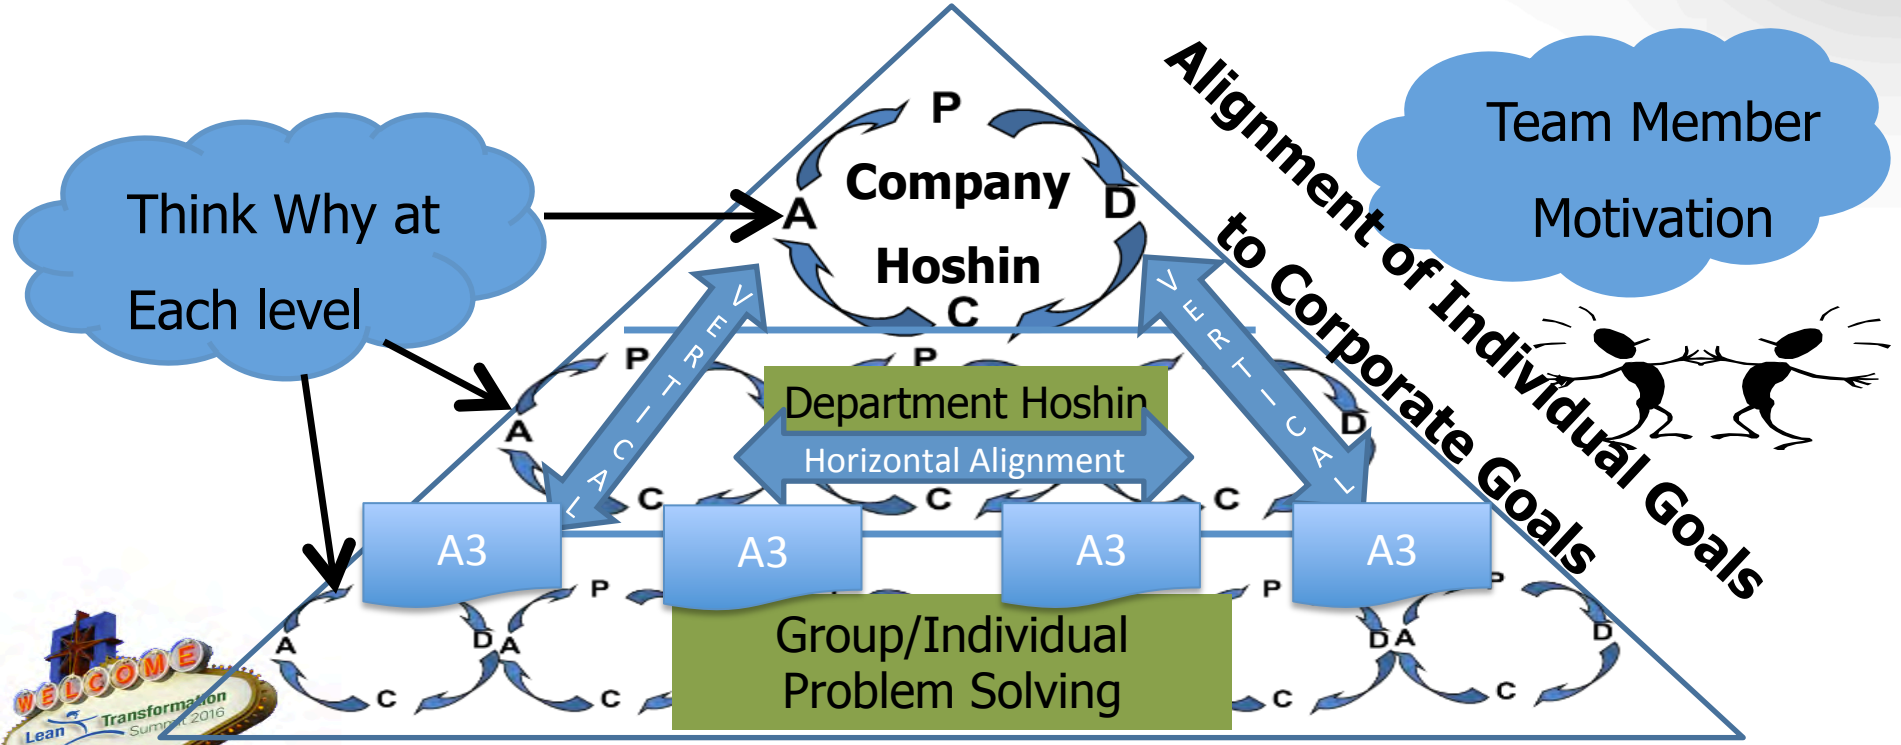 Alignment of Individual Goals
to Corporate Goals
Team Member
Motivation
Think Why at
Each level
P
A
D
C
Company
Hoshin
VERTICAL
VERTICAL
P
P
A
D
Department Hoshin
Horizontal Alignment
C
C
C
A3
A3
A3
A3
P
P
P
A
D
A
D
A
D
Group/Individual
Problem Solving
C
C
C
C
WELCOME
Lean Transformation
Summit 2016